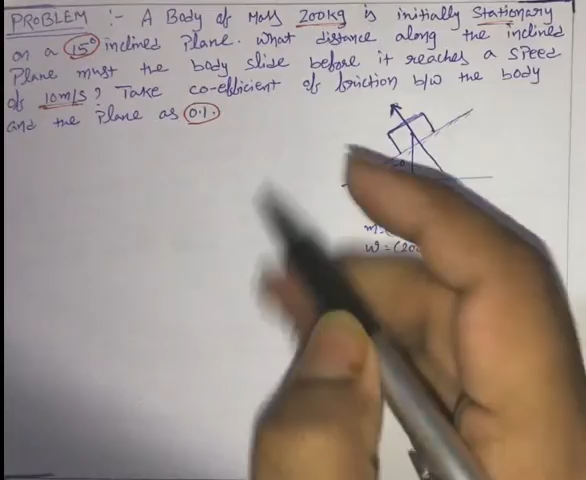 PROBLEM :- A Body of Mass 200kg is initially Stationary
on a 15° inclined Plane. What distance along the inclined
Plane must the body slide before it reaches a speed
of 10m/s? Take co-efficient of friction b/w the body
and the Plane as 0.1.
m=
W = (200